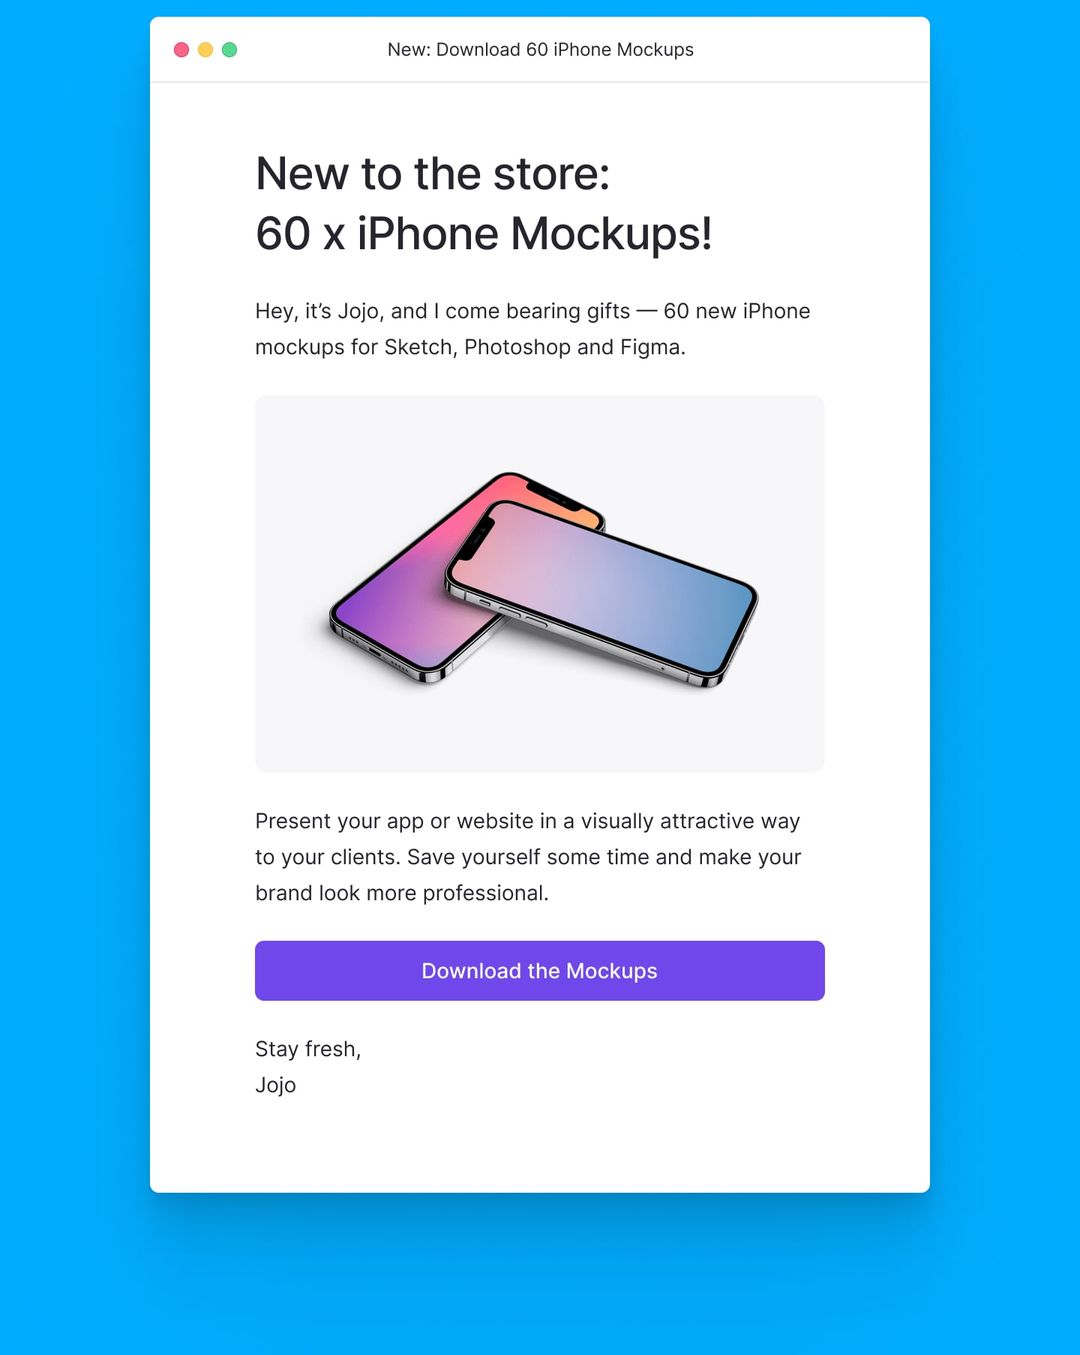 New: Download 60 iPhone Mockups
New to the store:
60 x iPhone Mockups!
Hey, it’s Jojo, and I come bearing gifts — 60 new iPhone
mockups for Sketch, Photoshop and Figma.
Present your app or website in a visually attractive way
to your clients. Save yourself some time and make your
brand look more professional.
Download the Mockups
Stay fresh,
Jojo